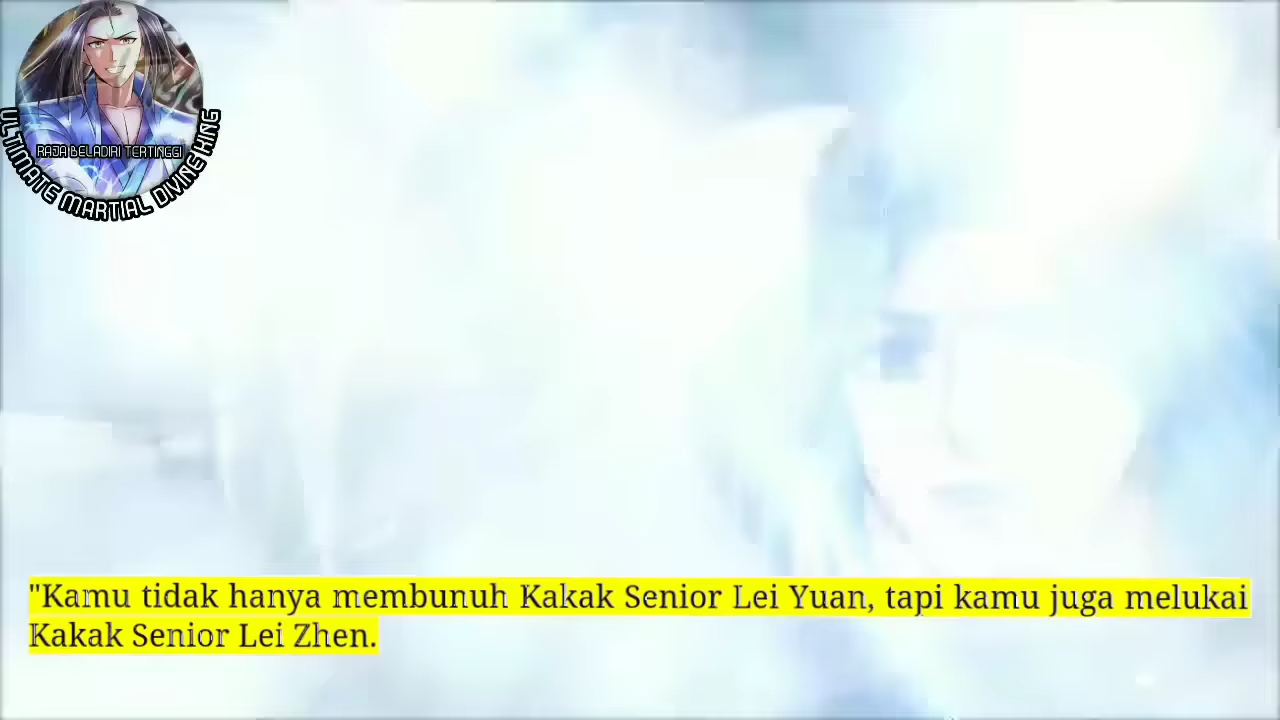 RAJA BELADIRI TERTINGGI
ULTIMATE MARTIAL DIVINE KING
"Kamu tidak hanya membunuh Kakak Senior Lei Yuan, tapi kamu juga melukai
Kakak Senior Lei Zhen.